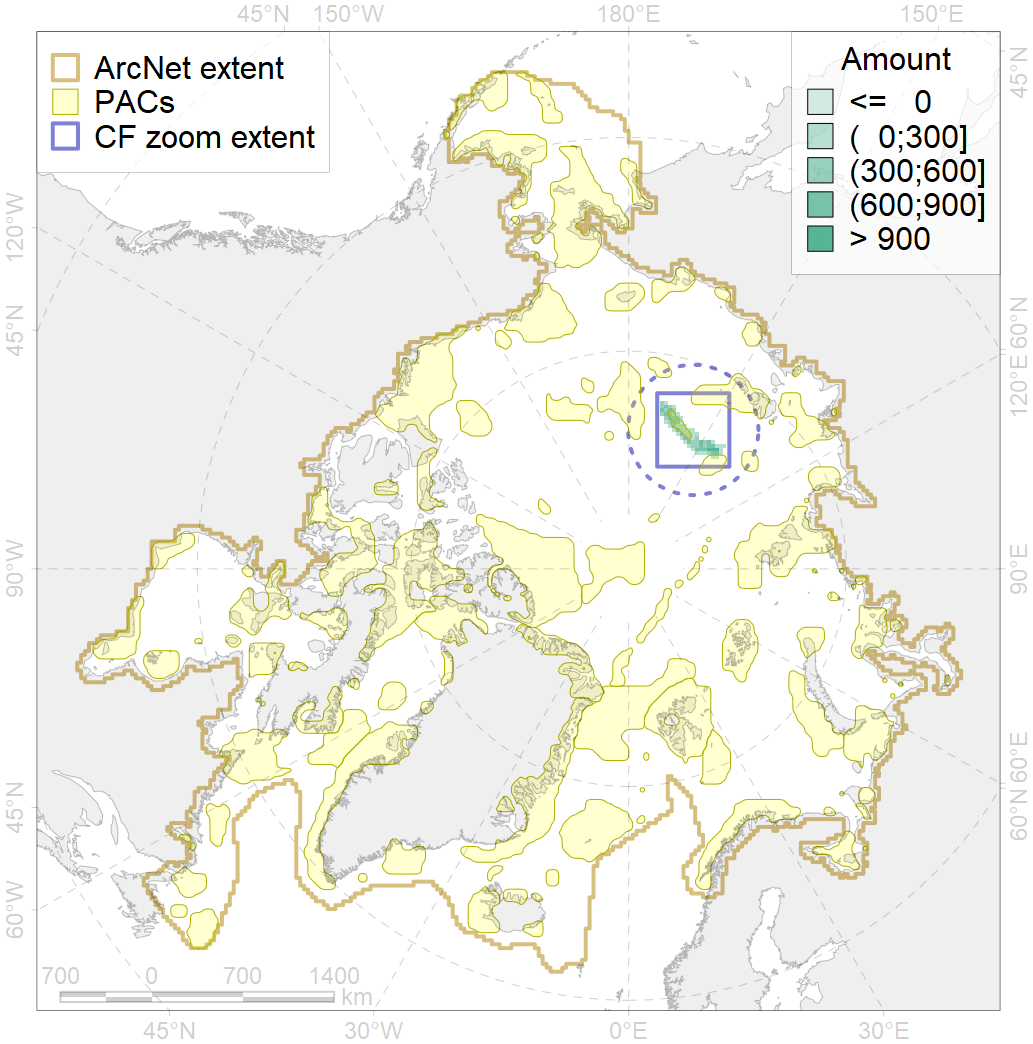 45°N 150°W 180°E 150°E
ArcNet extent
PACs
CF zoom extent
Amount
<= 0
( 0;300]
(300;600]
(600;900]
> 900
120°W
45°N
90°W
45°N
60°W
45°N
60°N
120°E
90°E
60°E
60°N
700 0 700 1400
km
45°N 30°W 0°E 30°E